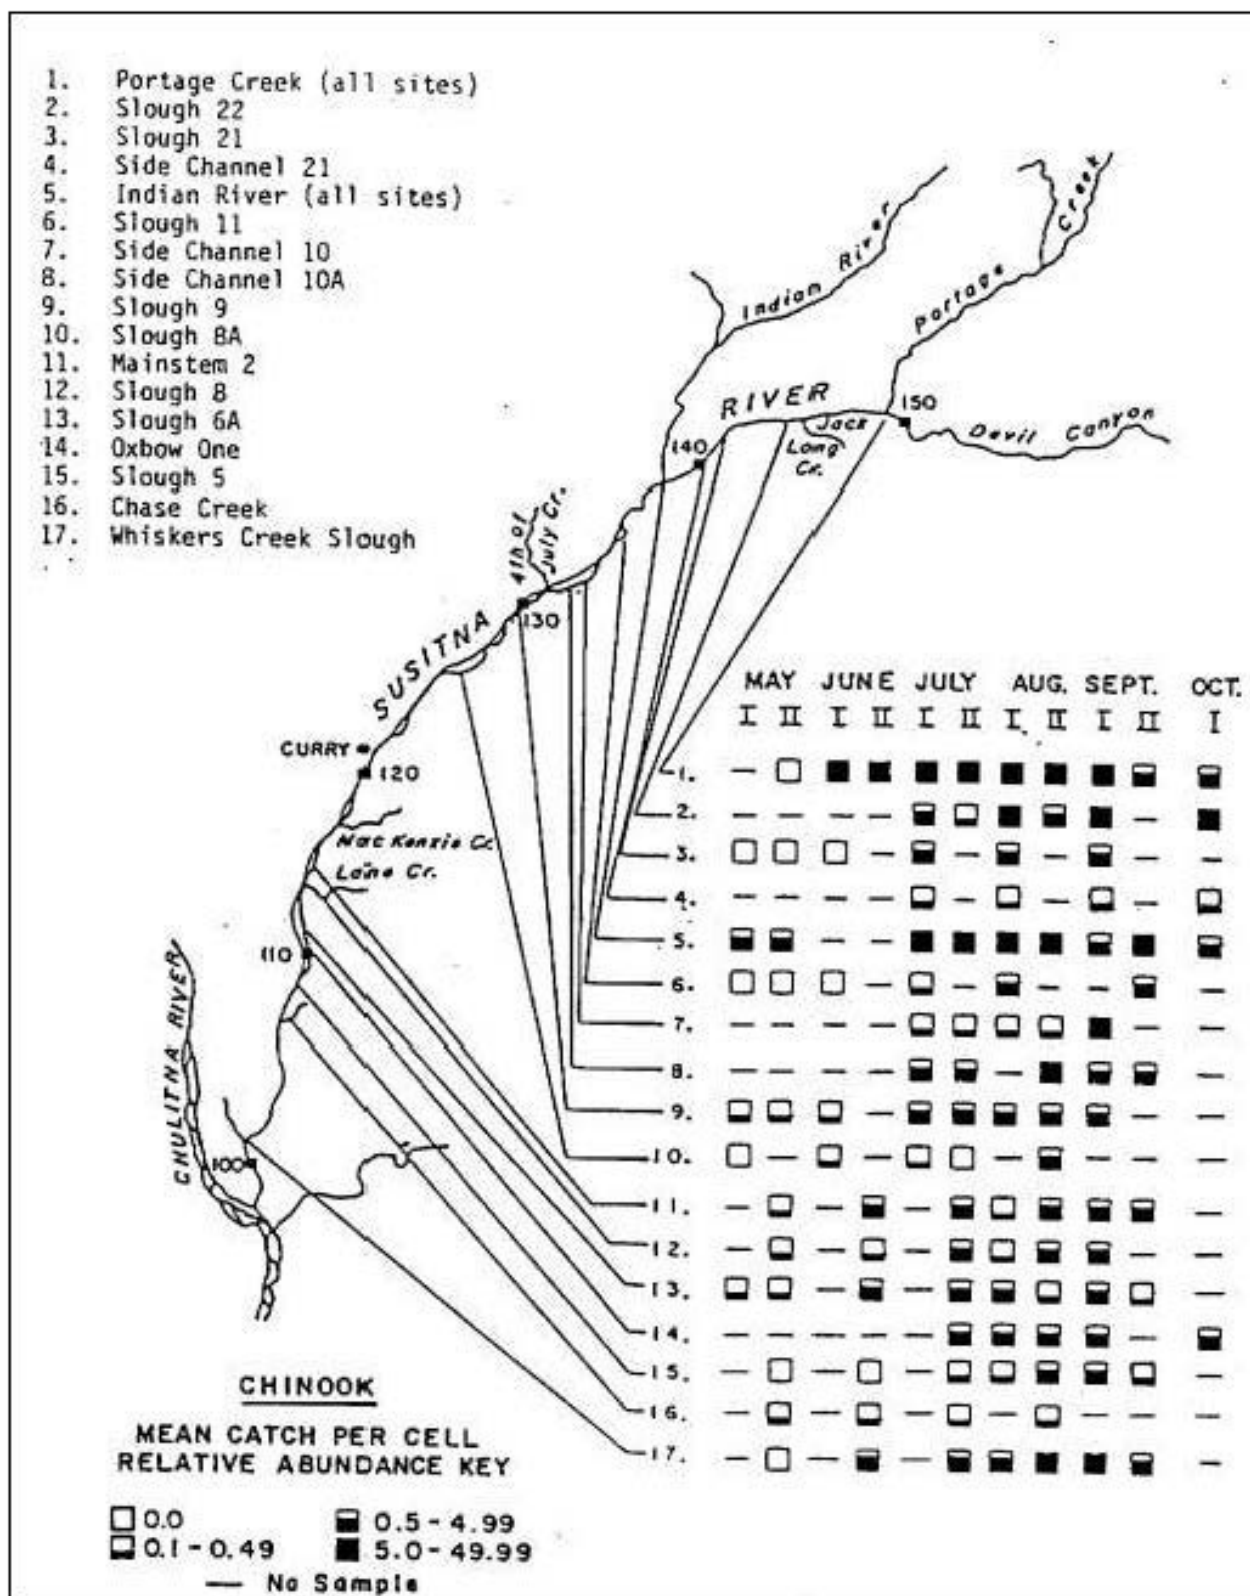 1. Portage Creek (all sites)
2. Slough 22
3. Slough 21
4. Side Channel 21
5. Indian River (all sites)
6. Slough 11
7. Side Channel 10
8. Side Channel 10A
9. Slough 9
10. Slough 8A
11. Mainstem 2
12. Slough 8
13. Slough 6A
14. Oxbow One
15. Slough 5
16. Chase Creek
17. Whiskers Creek Slough
Indian River
Portage Creek
RIVER
Jack
Long
Cr.
150
Devil Canyon
140
4th of
July Cr.
130
SUSITNA
CURRY
120
MacKenzie Cr.
Lane Cr.
110
CHULITNA RIVER
100
MAY JUNE JULY AUG. SEPT. OCT.
I II I II I II I II I II I
1. —
2. — — — — —
3. — — — —
4. — — — — — — —
5. — —
6. — — — — —
7. — — — — — —
8. — — — — — —
9. — — —
10. — — — — —
11. — — — —
12. — — — — —
13. — — —
14. — — — — — —
15. — — — —
16. — — — — — — —
17. — — — —
CHINOOK
MEAN CATCH PER CELL
RELATIVE ABUNDANCE KEY
0.0 0.5 - 4.99
0.1 - 0.49 5.0 - 49.99
— No Sample